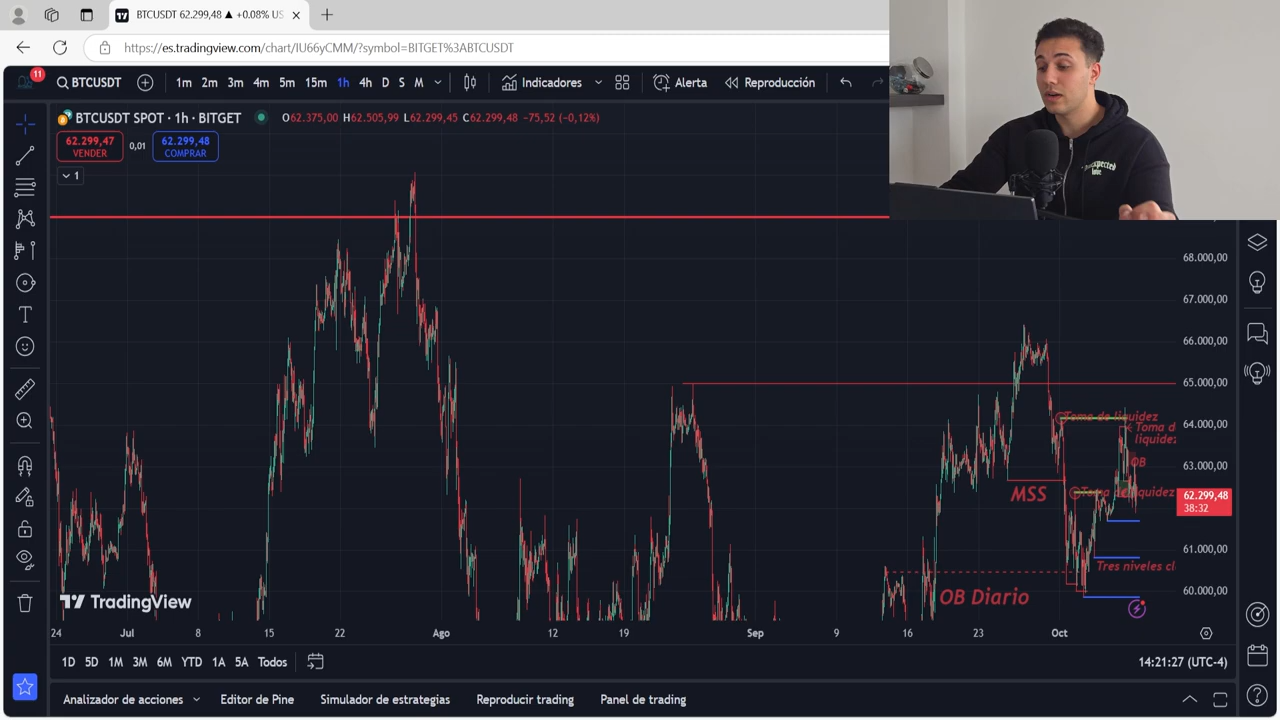 BTCUSDT 62.299,48 ▲ +0.08% US
https://es.tradingview.com/chart/IU66yCMM/?symbol=BITGET%3ABTCUSDT
11
BTCUSDT
1m 2m 3m 4m 5m 15m 1h 4h D S M
Indicadores
Alerta
Reproducción
BTCUSDT SPOT · 1h · BITGET
O62.375,00 H62.505,99 L62.299,45 C62.299,48 −75,52 (−0,12%)
62.299,47
VENDER
0,01
62.299,48
COMPRAR
1
68.000,00
67.000,00
66.000,00
65.000,00
64.000,00
63.000,00
62.299,48
38:32
61.000,00
60.000,00
Toma de liquidez
Toma d
liquidez
OB
MSS
Toma de liquidez
Tres niveles cl
OB Diario
TradingView
24 Jul 8 15 22 Ago 12 19 Sep 9 16 23 Oct
1D 5D 1M 3M 6M YTD 1A 5A Todos
14:21:27 (UTC-4)
Analizador de acciones
Editor de Pine
Simulador de estrategias
Reproducir trading
Panel de trading